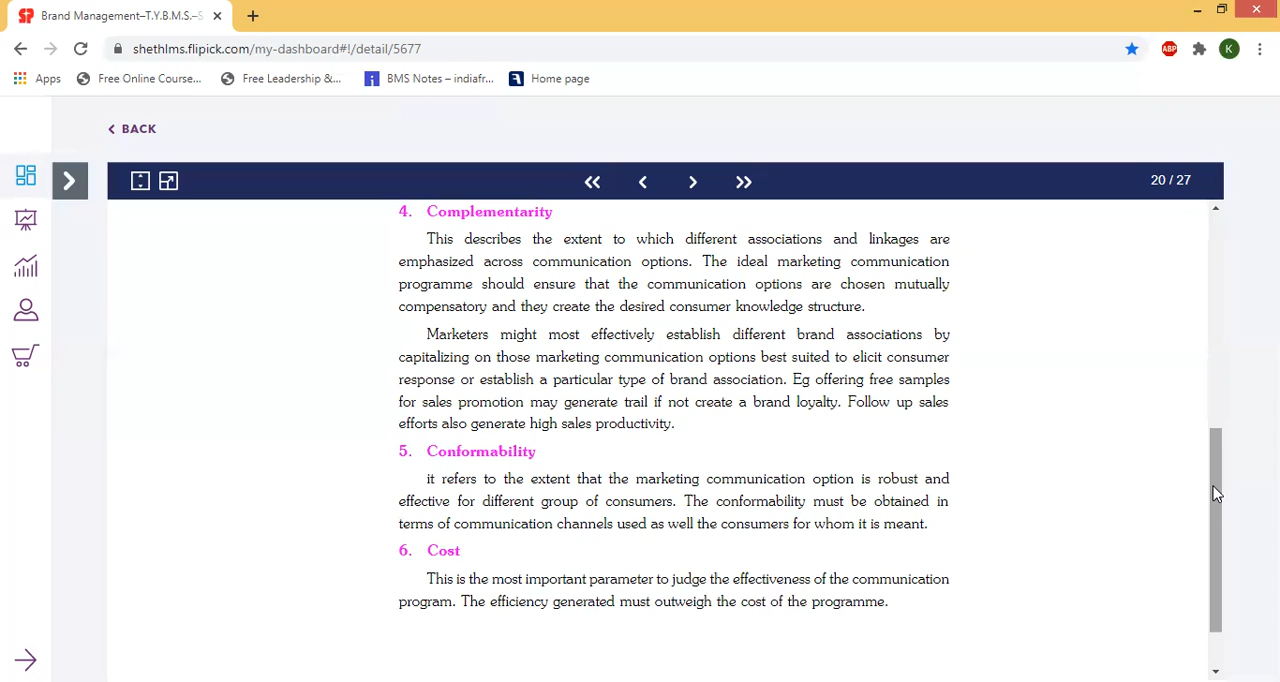 Brand Management–T.Y.B.M.S.–S
shethlms.flipick.com/my-dashboard#!/detail/5677
ABP
K
Apps
Free Online Course...
Free Leadership &...
BMS Notes – indiafr...
Home page
BACK
20 / 27
4. Complementarity
This describes the extent to which different associations and linkages are
emphasized across communication options. The ideal marketing communication
programme should ensure that the communication options are chosen mutually
compensatory and they create the desired consumer knowledge structure.
Marketers might most effectively establish different brand associations by
capitalizing on those marketing communication options best suited to elicit consumer
response or establish a particular type of brand association. Eg offering free samples
for sales promotion may generate trail if not create a brand loyalty. Follow up sales
efforts also generate high sales productivity.
5. Conformability
it refers to the extent that the marketing communication option is robust and
effective for different group of consumers. The conformability must be obtained in
terms of communication channels used as well the consumers for whom it is meant.
6. Cost
This is the most important parameter to judge the effectiveness of the communication
program. The efficiency generated must outweigh the cost of the programme.